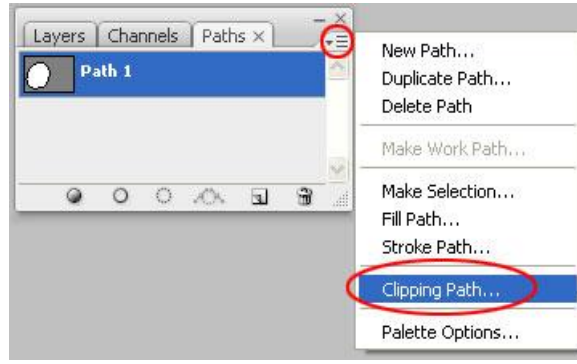 Layers Channels Paths ×
Path 1
New Path...
Duplicate Path...
Delete Path
Make Work Path...
Make Selection...
Fill Path...
Stroke Path...
Clipping Path...
Palette Options...